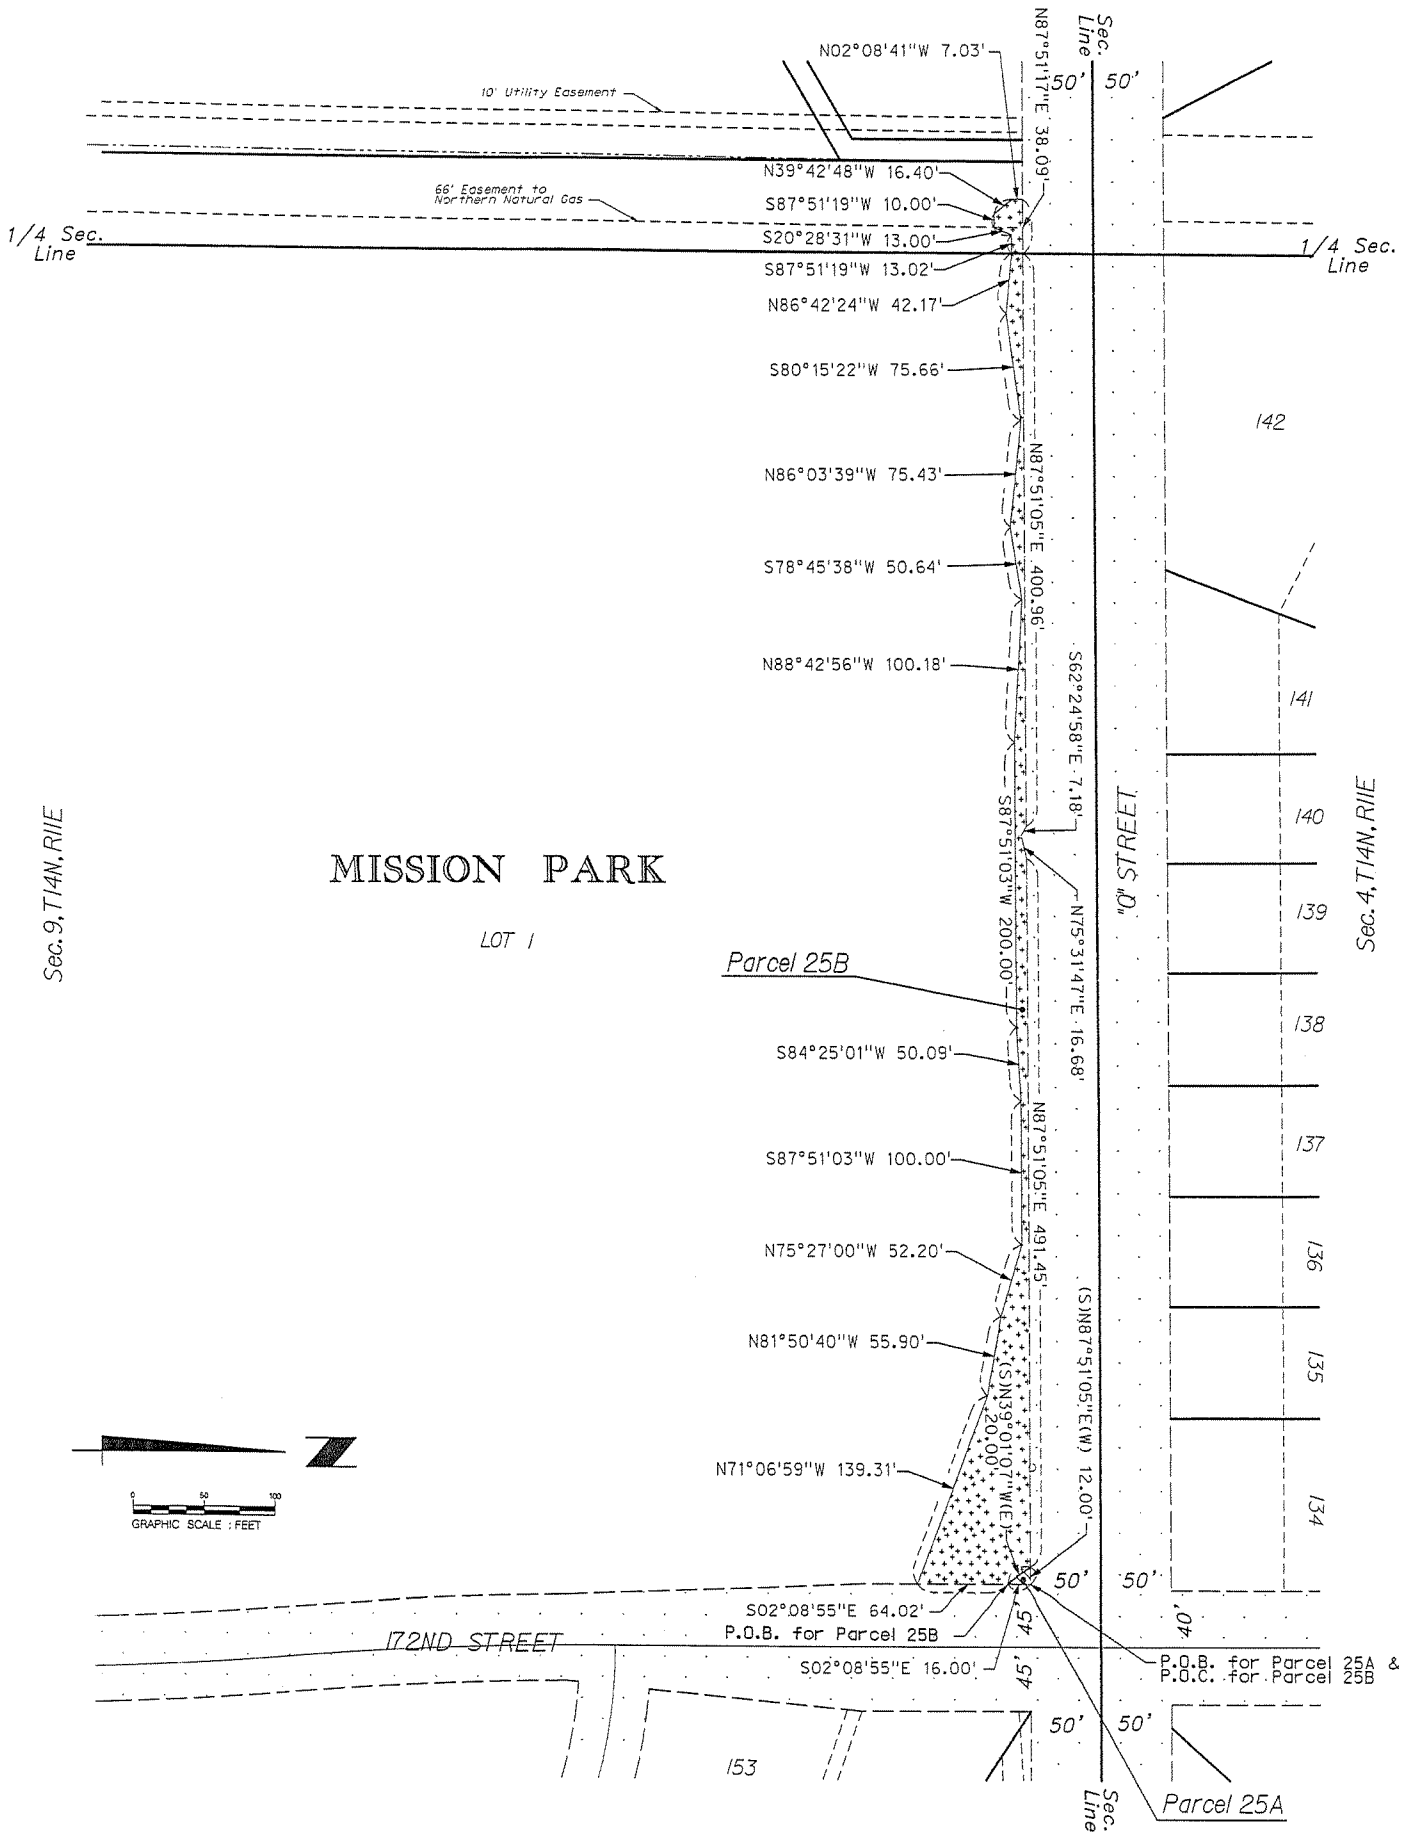 Sec.
Line
N02°08'41"W 7.03'
50' 50'
N87°51'17"E 38.09'
10' Utility Easement
N39°42'48"W 16.40'
66' Easement to
Northern Natural Gas
S87°51'19"W 10.00'
1/4 Sec.
Line
S20°28'31"W 13.00'
1/4 Sec.
Line
S87°51'19"W 13.02'
N86°42'24"W 42.17'
S80°15'22"W 75.66'
142
N86°03'39"W 75.43'
N87°51'05"E 400.96'
S78°45'38"W 50.64'
N88°42'56"W 100.18'
S62°24'58"E 7.18'
141
Sec. 9, T14N, R11E
MISSION PARK
LOT 1
S87°51'03"W 200.00'
"Q" STREET
140
Sec. 4, T14N, R11E
139
N75°31'47"E 16.68'
Parcel 25B
138
S84°25'01"W 50.09'
N87°51'05"E 491.45'
137
S87°51'03"W 100.00'
N75°27'00"W 52.20'
136
(S)N87°51'05"E(W) 12.00'
N81°50'40"W 55.90'
135
(S)N39°01'07"W(E)
20.00'
N71°06'59"W 139.31'
134
Z
0 50 100
GRAPHIC SCALE : FEET
50' 50'
S02°08'55"E 64.02'
45'
40'
P.O.B. for Parcel 25B
172ND STREET
S02°08'55"E 16.00'
45'
P.O.B. for Parcel 25A &
P.O.C. for Parcel 25B
50' 50'
153
Sec.
Line
Parcel 25A